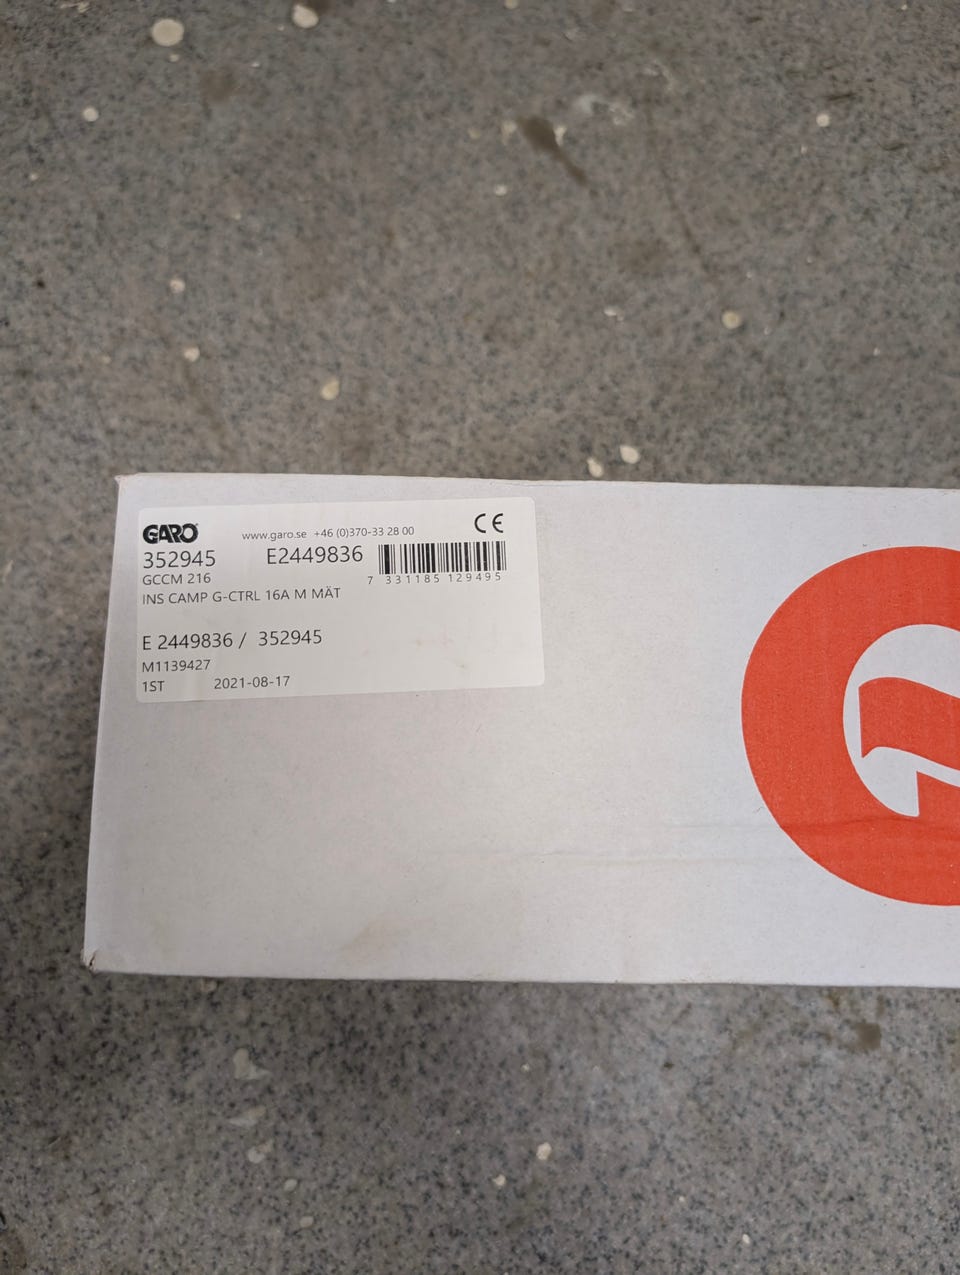 GARO
www.garo.se +46 (0)370-33 28 00
CE
352945 E2449836
GCCM 216
7 331185 129495
INS CAMP G-CTRL 16A M MÄT
E 2449836 / 352945
M1139427
1ST 2021-08-17